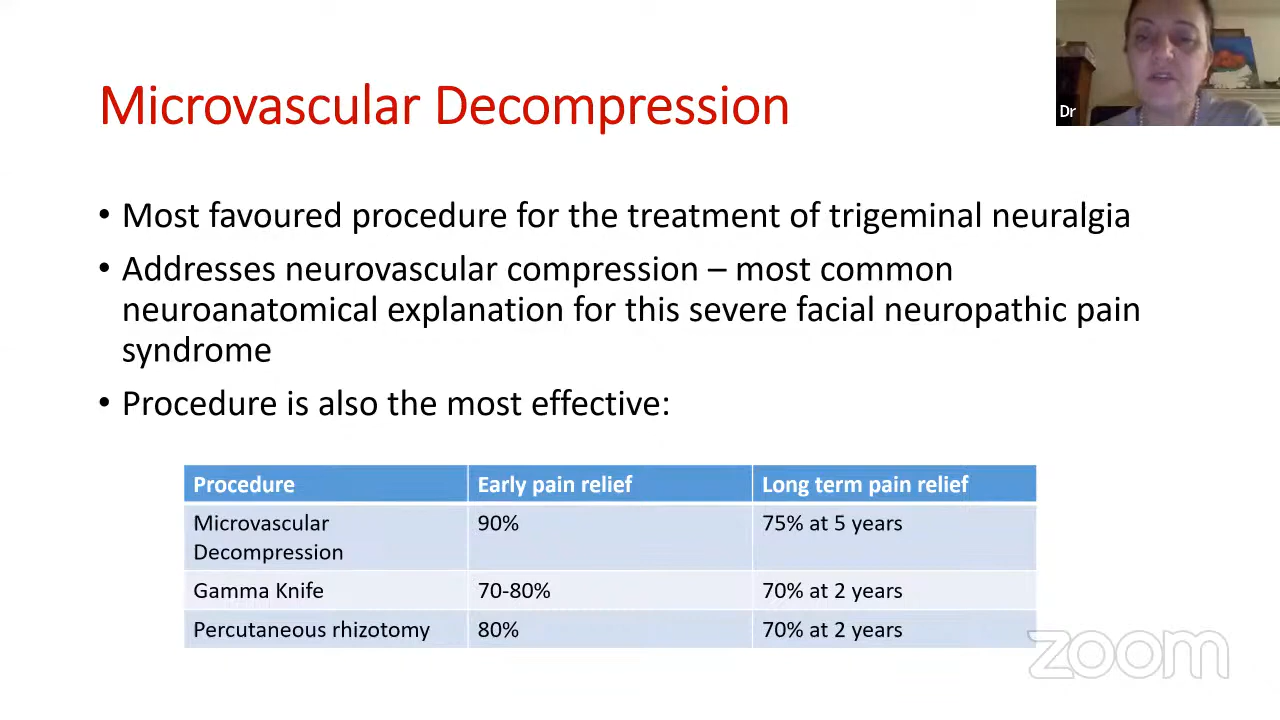 Microvascular Decompression
Dr
• Most favoured procedure for the treatment of trigeminal neuralgia
• Addresses neurovascular compression – most common
neuroanatomical explanation for this severe facial neuropathic pain
syndrome
• Procedure is also the most effective:
Procedure Early pain relief Long term pain relief
Microvascular 90% 75% at 5 years
Decompression
Gamma Knife 70-80% 70% at 2 years
Percutaneous rhizotomy 80% 70% at 2 years
zoom